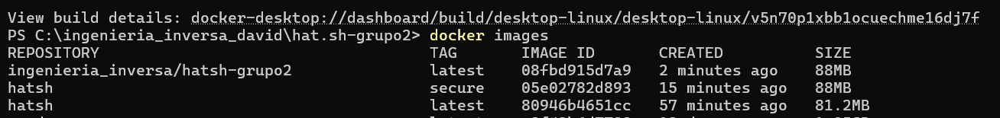 View build details: docker-desktop://dashboard/build/desktop-linux/desktop-linux/v5n70p1xbb1ocuechme16dj7f
PS C:\ingenieria_inversa_david\hat.sh-grupo2> docker images
REPOSITORY TAG IMAGE ID CREATED SIZE
ingenieria_inversa/hatsh-grupo2 latest 08fbd915d7a9 2 minutes ago 88MB
hatsh secure 05e02782d893 15 minutes ago 88MB
hatsh latest 80946b4651cc 57 minutes ago 81.2MB